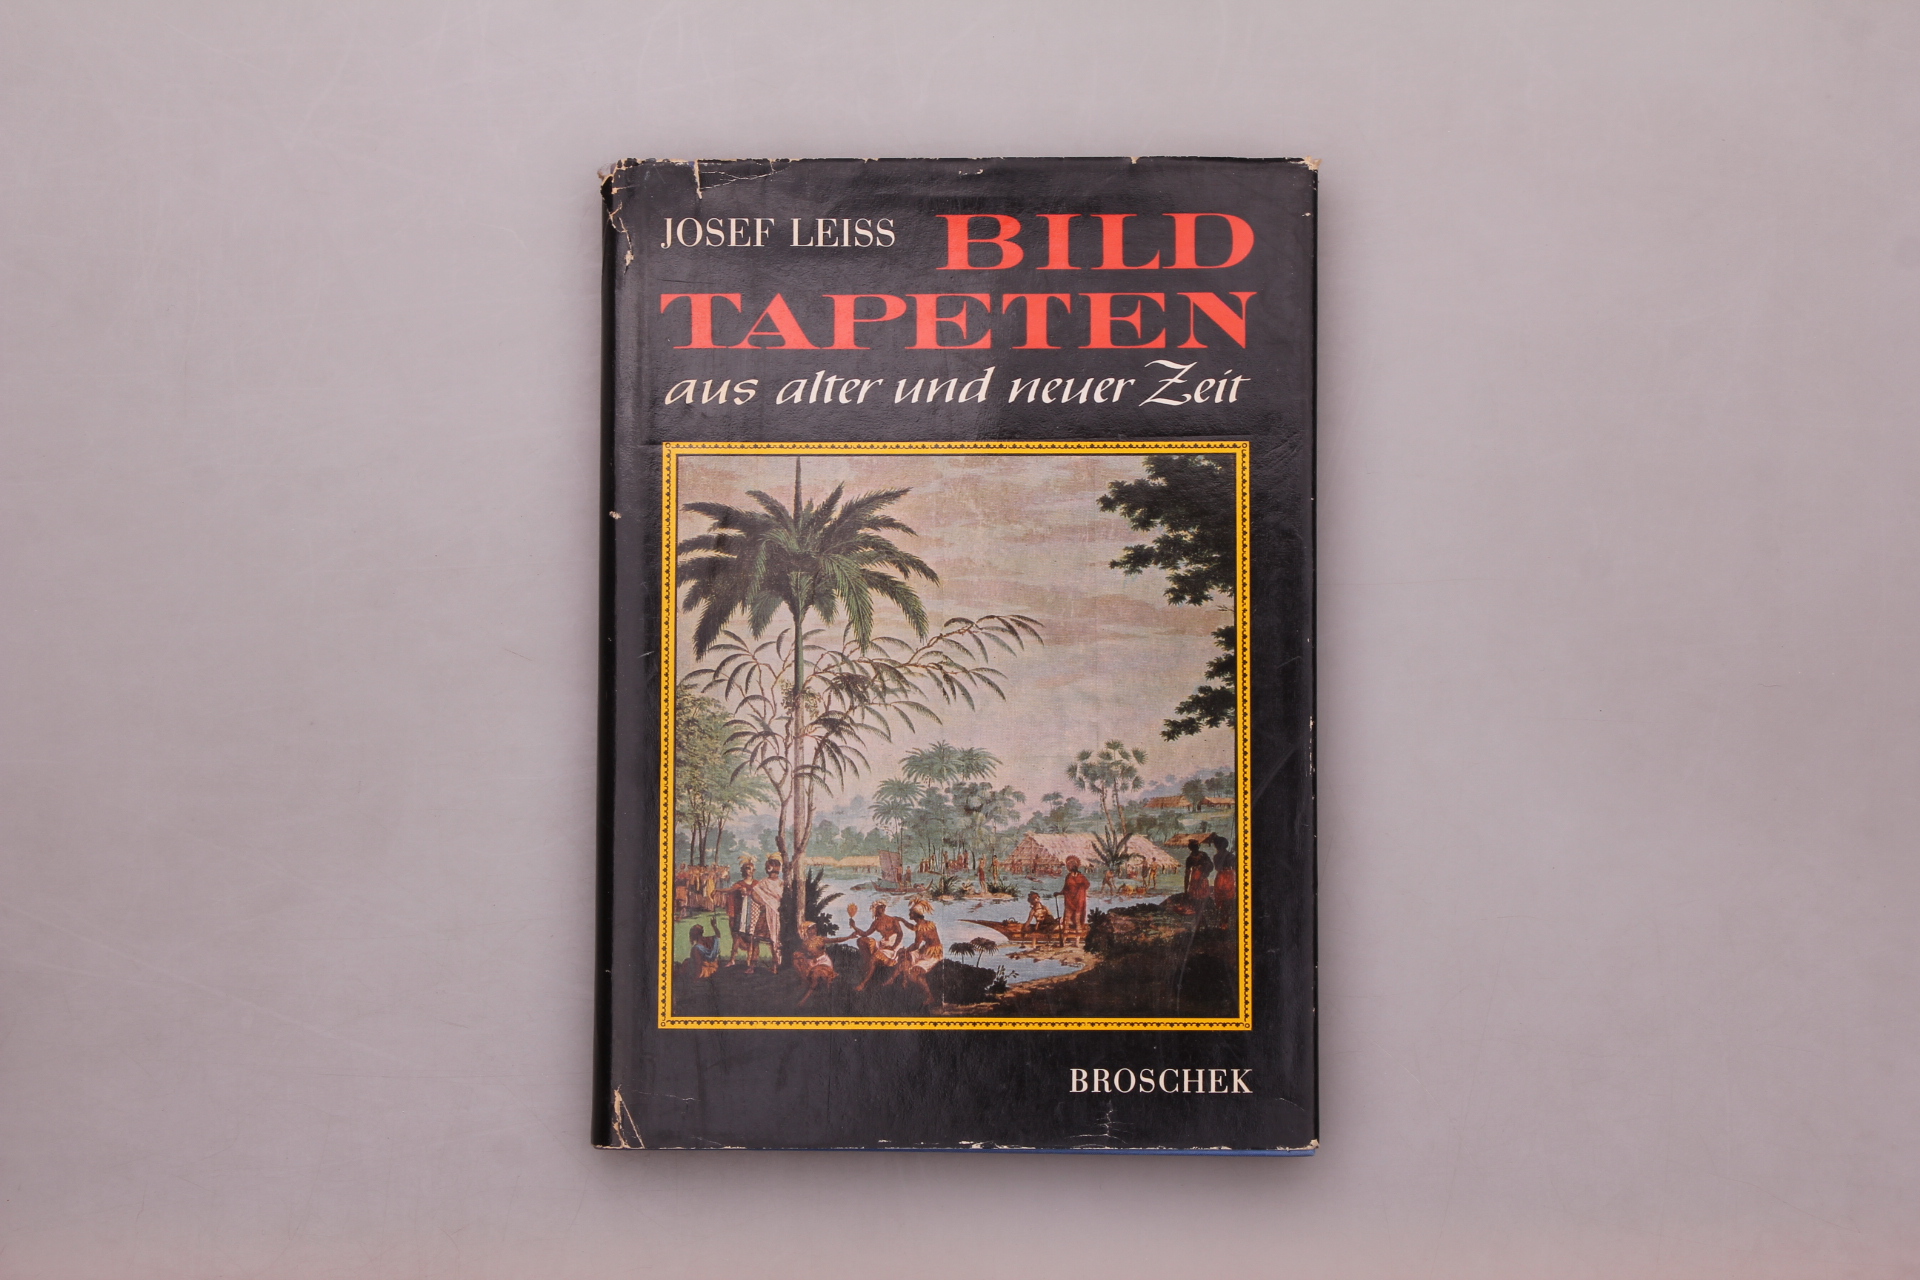 JOSEF LEISS BILD
TAPETEN
aus alter und neuer Zeit
BROSCHEK